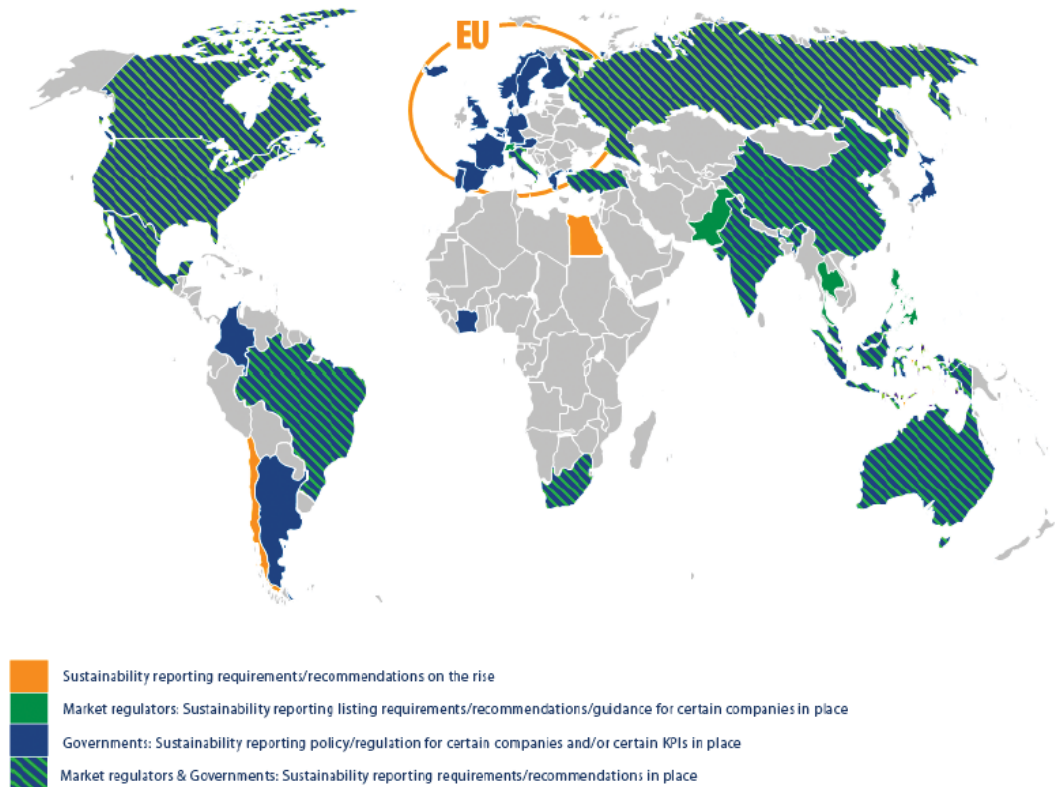 EU
Sustainability reporting requirements/recommendations on the rise
Market regulators: Sustainability reporting listing requirements/recommendations/guidance for certain companies in place
Governments: Sustainability reporting policy/regulation for certain companies and/or certain KPIs in place
Market regulators & Governments: Sustainability reporting requirements/recommendations in place